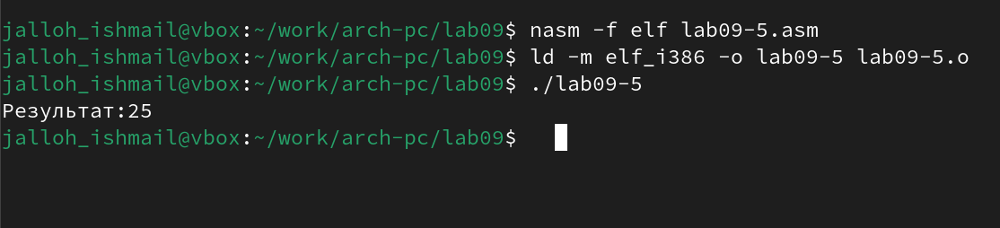 jalloh_ishmail@vbox:~/work/arch-pc/lab09$ nasm -f elf lab09-5.asm
jalloh_ishmail@vbox:~/work/arch-pc/lab09$ ld -m elf_i386 -o lab09-5 lab09-5.o
jalloh_ishmail@vbox:~/work/arch-pc/lab09$ ./lab09-5
Результат:25
jalloh_ishmail@vbox:~/work/arch-pc/lab09$